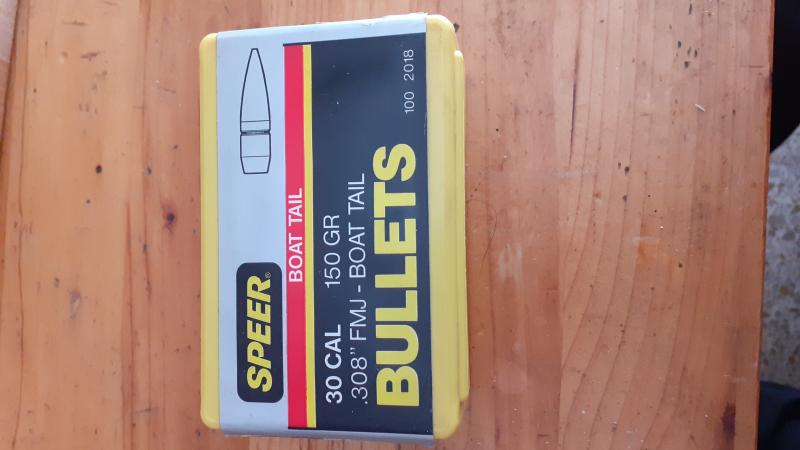 SPEER®
BOAT TAIL
30 CAL 150 GR
.308" FMJ - BOAT TAIL
BULLETS
100 2018